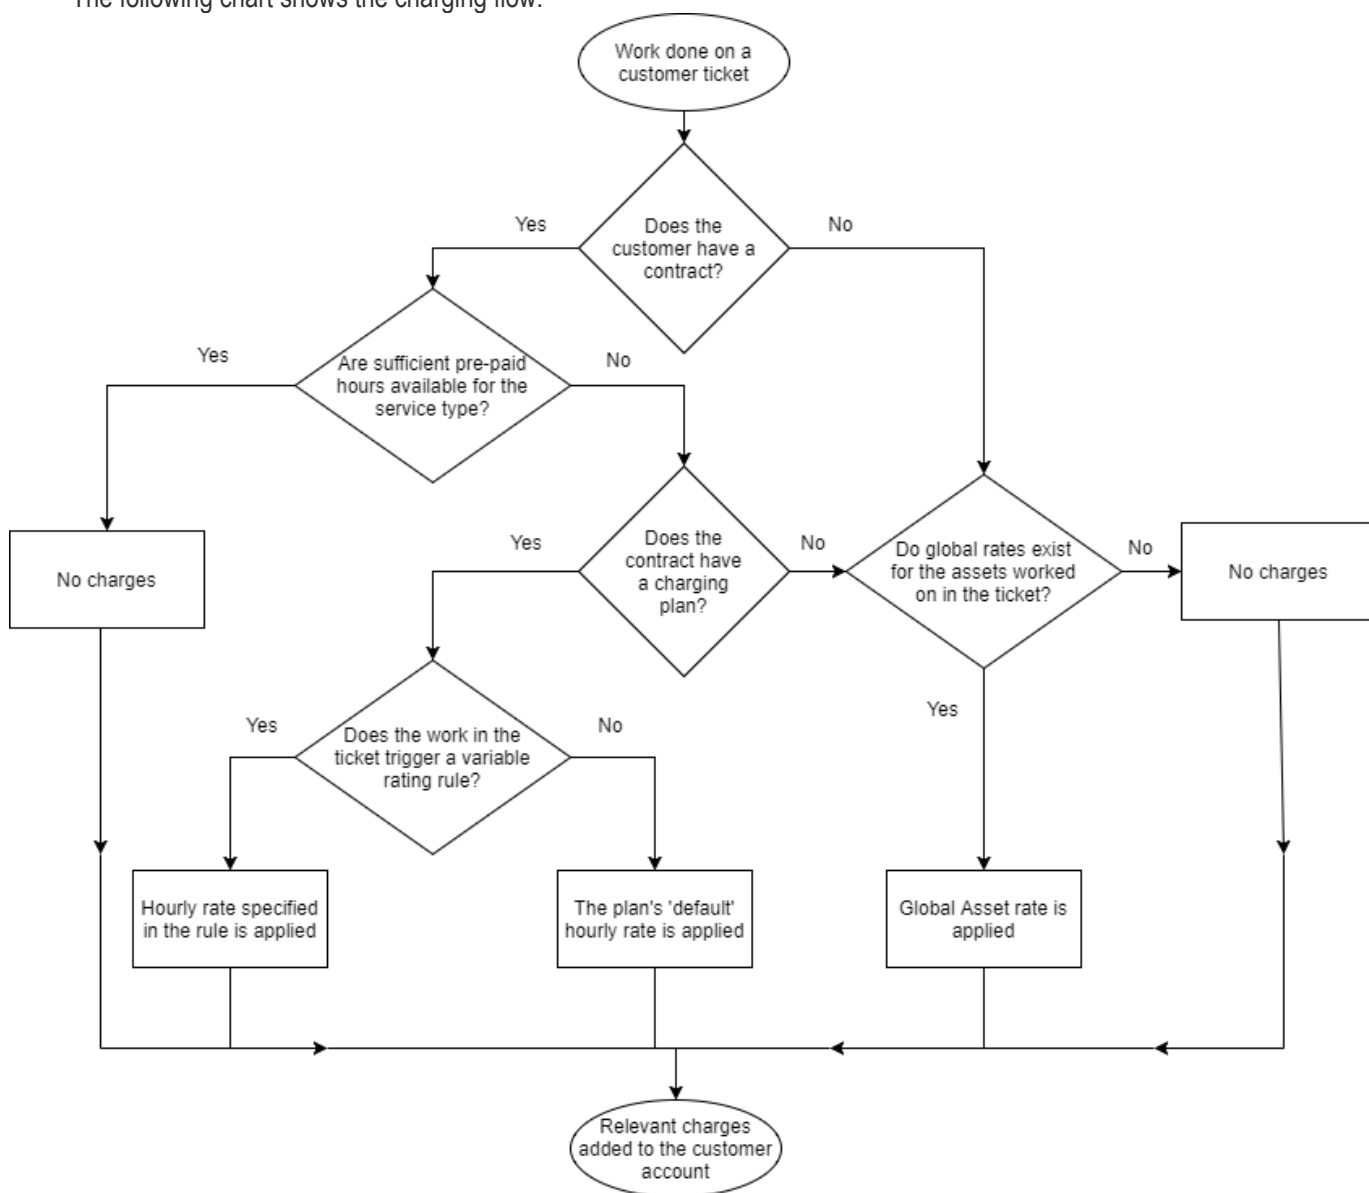 The following chart shows the charging flow.
Work done on a
customer ticket
Yes
Does the
customer have a
contract?
No
Yes
Are sufficient pre-paid
hours available for the
service type?
No
No charges
Yes
Does the
contract have
a charging
plan?
No
Do global rates exist
for the assets worked
on in the ticket?
No
No charges
Yes
Does the work in the
ticket trigger a variable
rating rule?
No
Yes
Hourly rate specified
in the rule is applied
The plan's 'default'
hourly rate is applied
Global Asset rate is
applied
Relevant charges
added to the customer
account